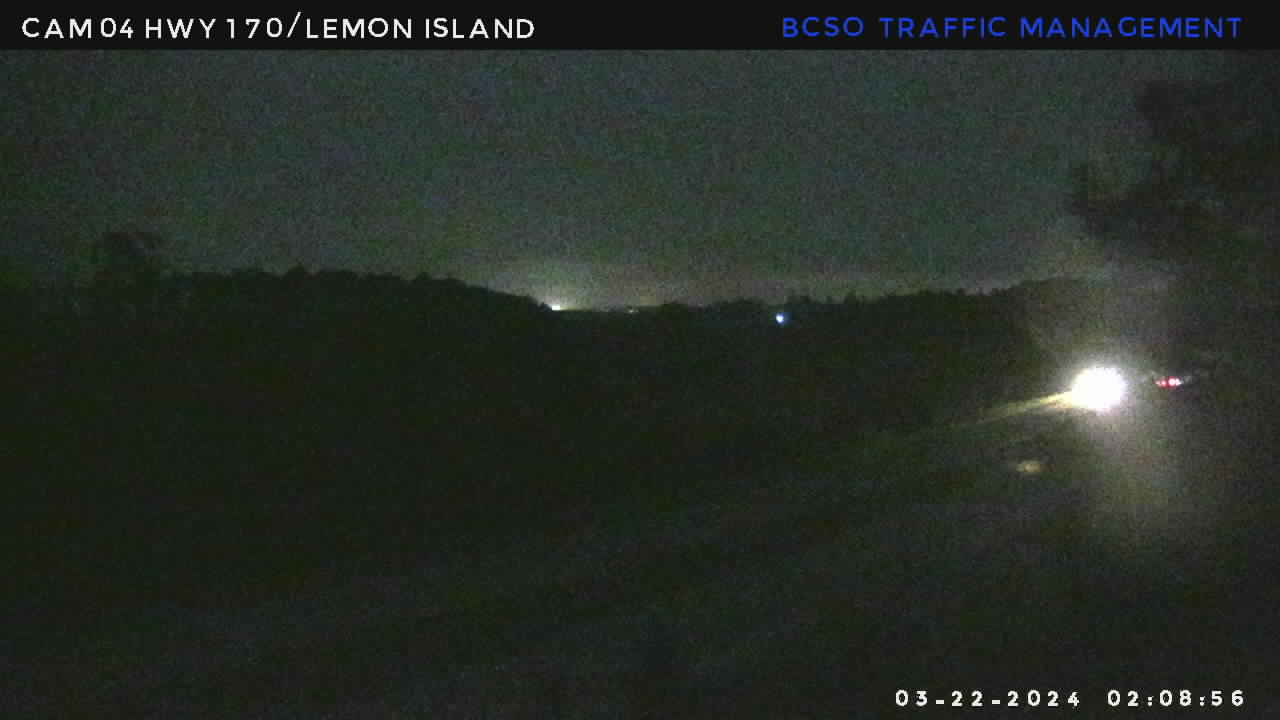 CAM04 HWY 170/LEMON ISLAND
BCSO TRAFFIC MANAGEMENT
03-22-2024 02:08:56